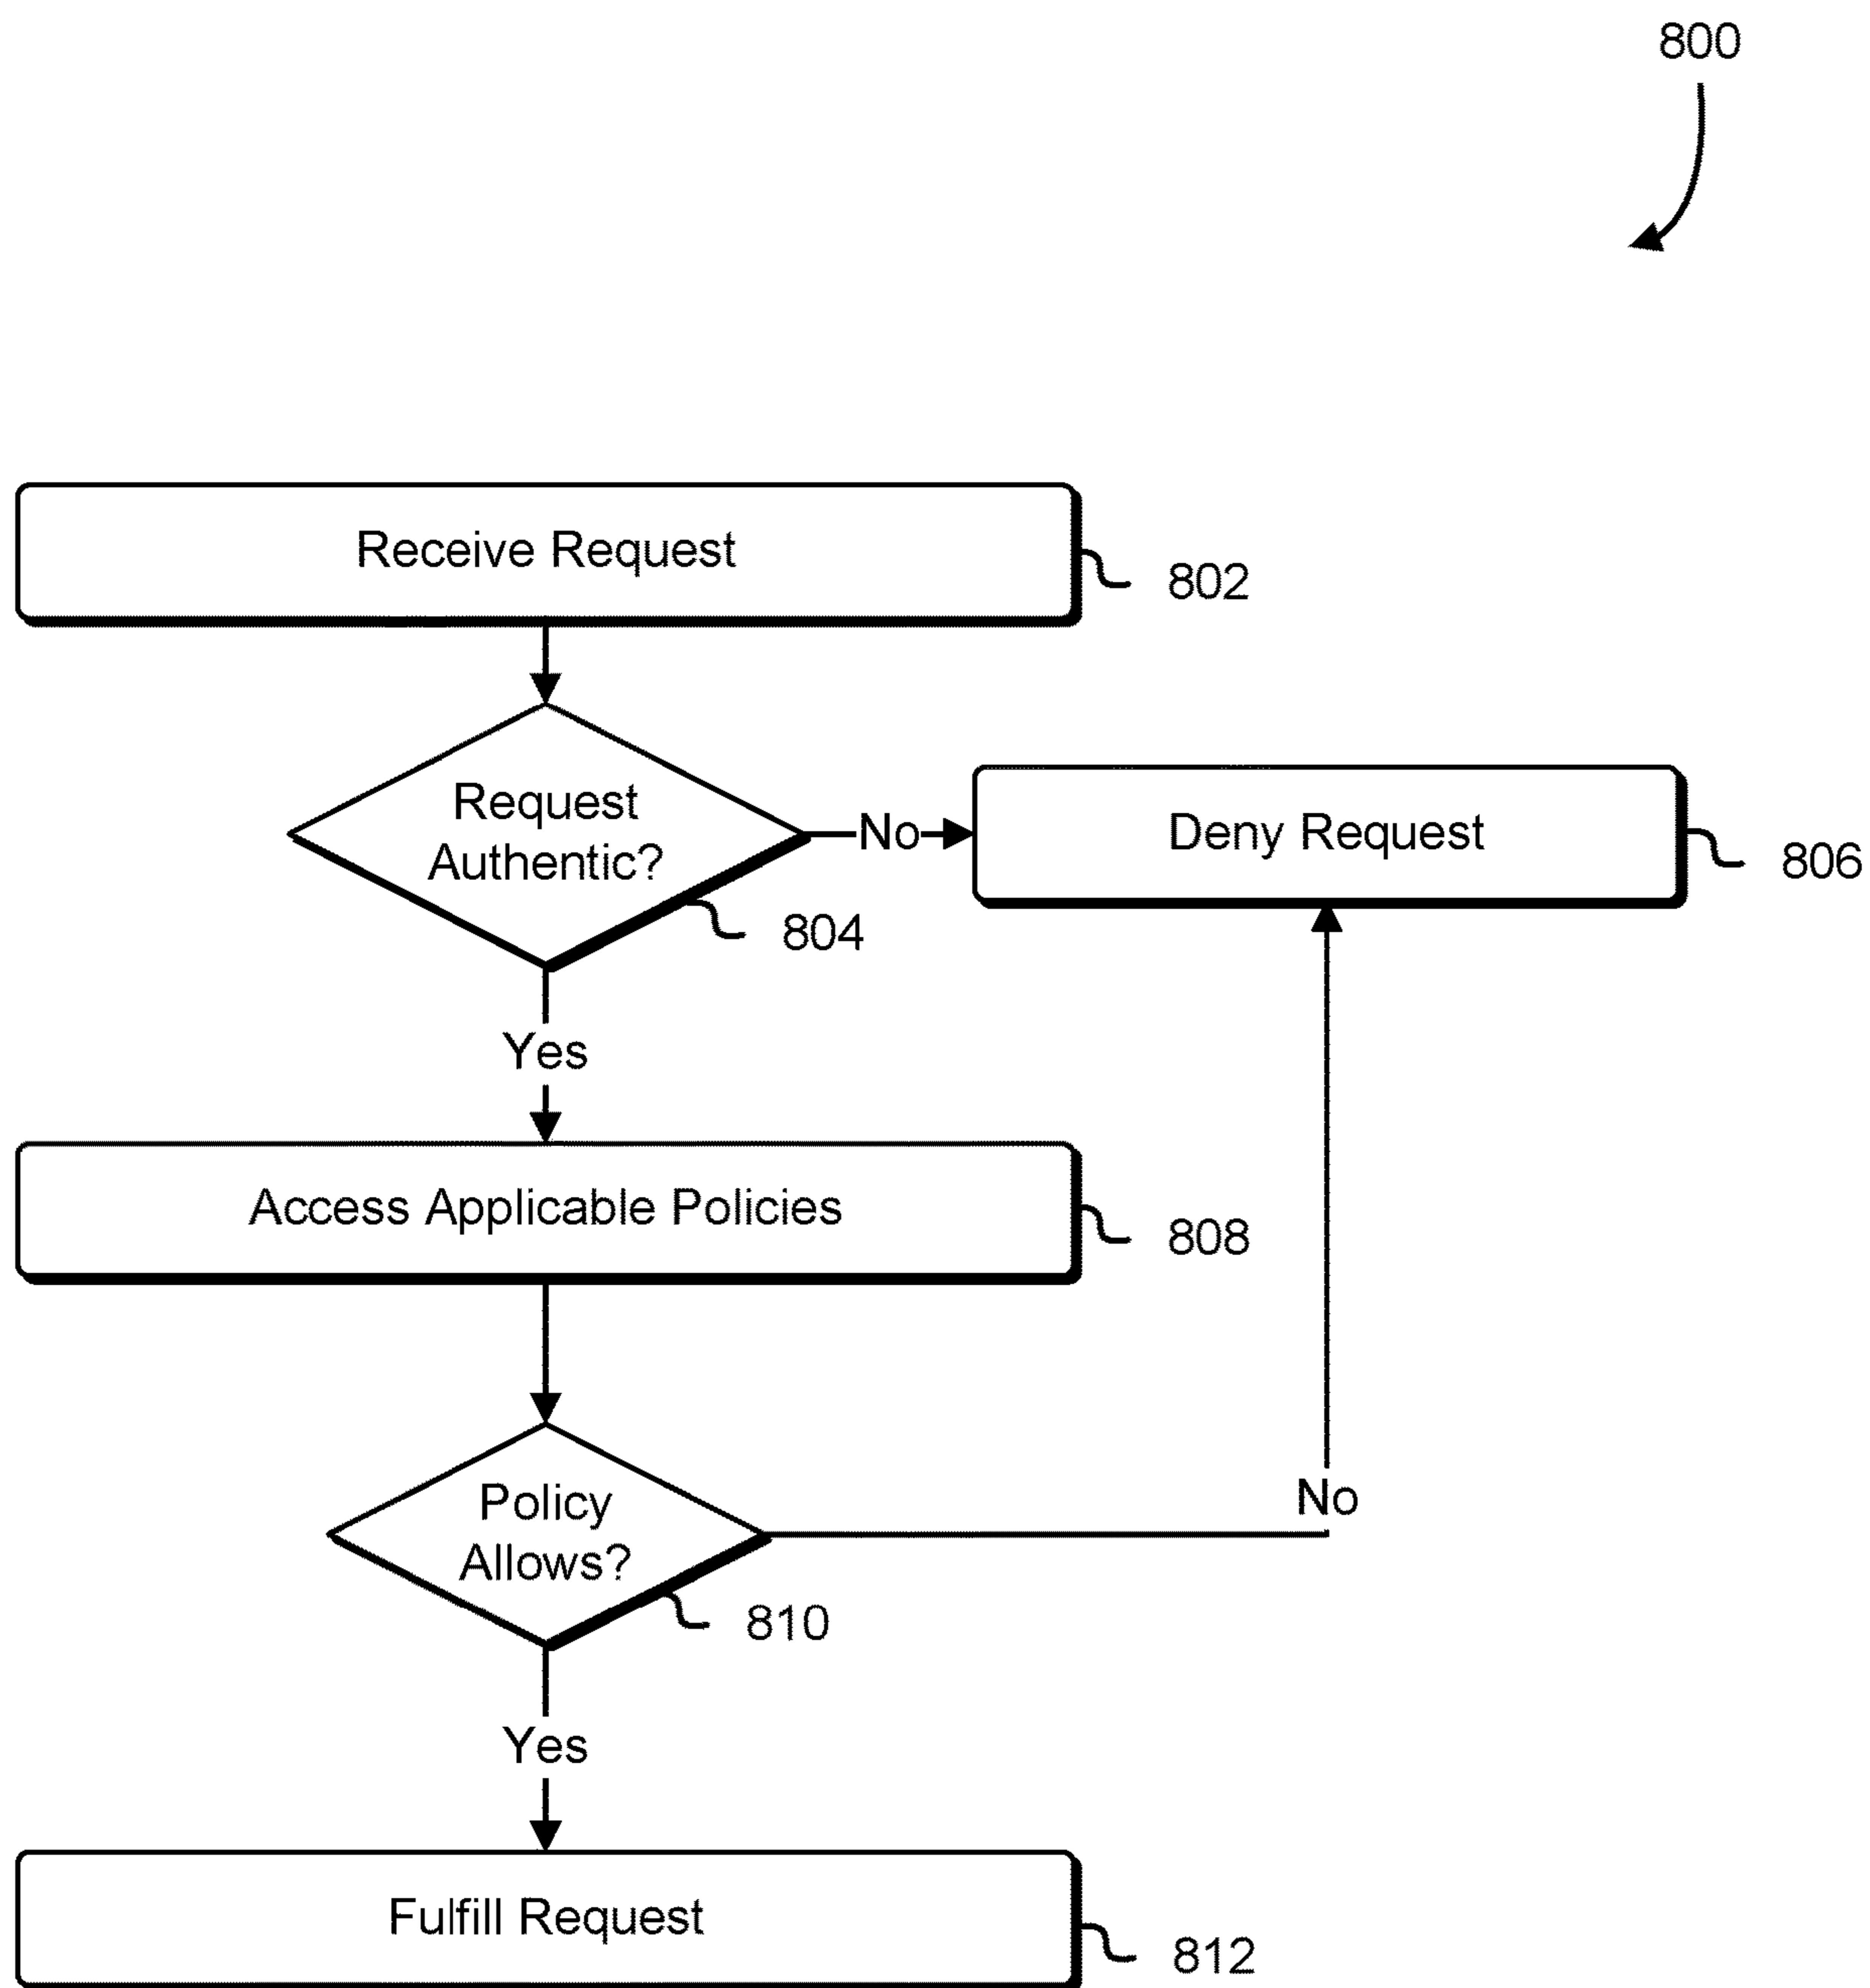 800
Receive Request
802
Request
Authentic?
No
Deny Request
806
804
Yes
Access Applicable Policies
808
Policy
Allows?
No
810
Yes
Fulfill Request
812